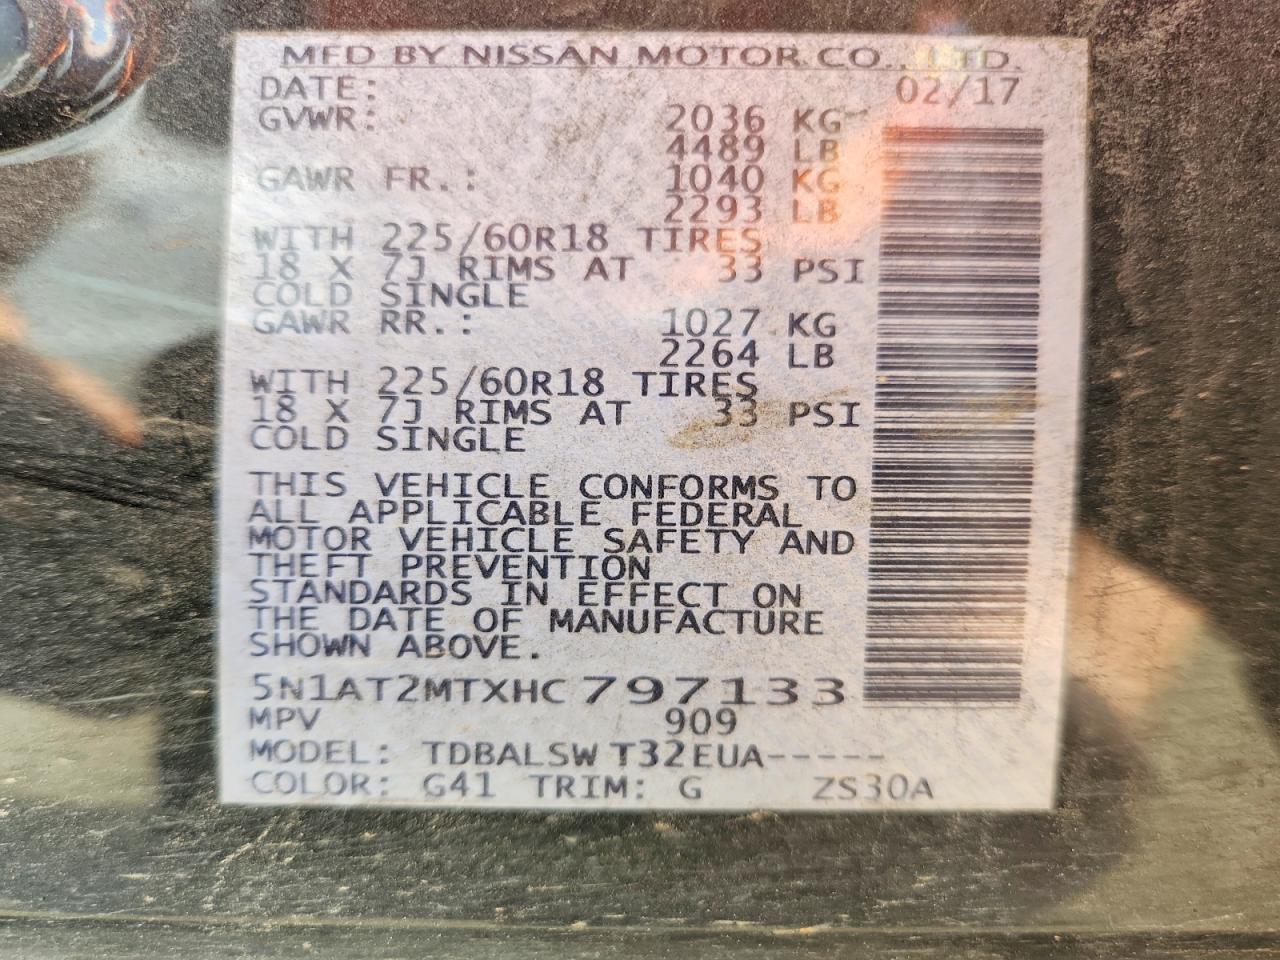 MFD BY NISSAN MOTOR CO., LTD.
DATE: 02/17
GVWR: 2036 KG
4489 LB
GAWR FR.: 1040 KG
2293 LB
WITH 225/60R18 TIRES
18 X 7J RIMS AT 33 PSI
COLD SINGLE
GAWR RR.: 1027 KG
2264 LB
WITH 225/60R18 TIRES
18 X 7J RIMS AT 33 PSI
COLD SINGLE
THIS VEHICLE CONFORMS TO
ALL APPLICABLE FEDERAL
MOTOR VEHICLE SAFETY AND
THEFT PREVENTION
STANDARDS IN EFFECT ON
THE DATE OF MANUFACTURE
SHOWN ABOVE.
5N1AT2MTXHC797133
MPV 909
MODEL: TDBALSW T32EUA-----
COLOR: G41 TRIM: G ZS30A